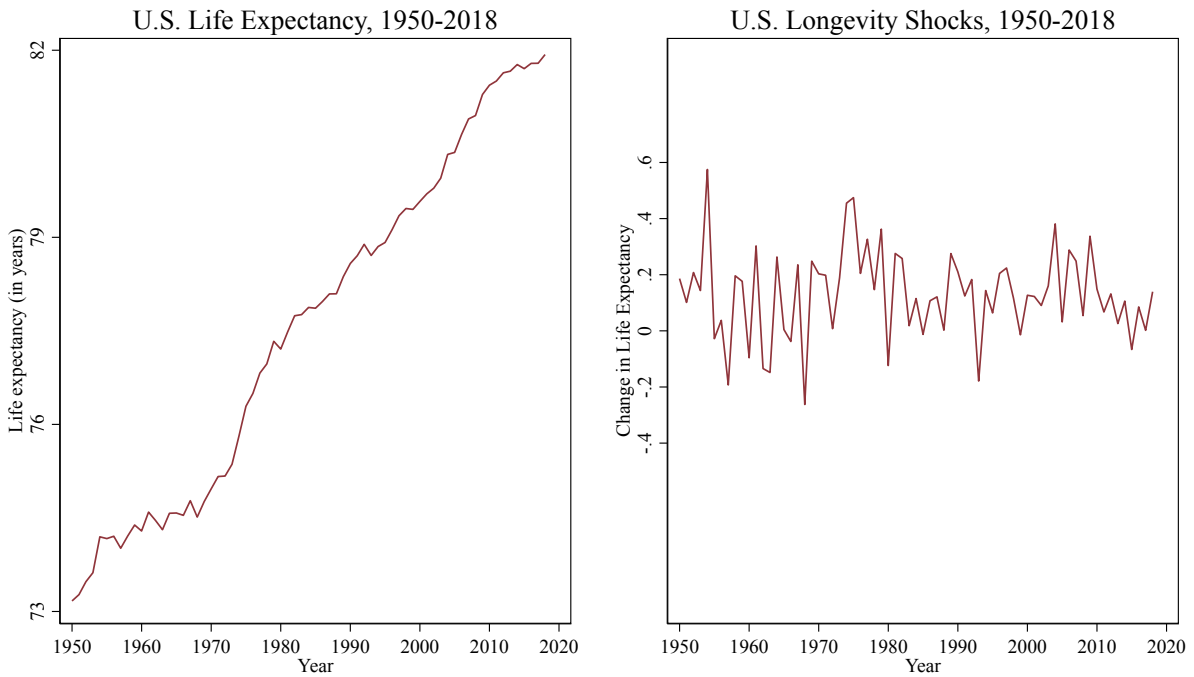 U.S. Life Expectancy, 1950-2018
Life expectancy (in years)
82
79
76
73
1950 1960 1970 1980 1990 2000 2010 2020
Year
U.S. Longevity Shocks, 1950-2018
Change in Life Expectancy
.6
.4
.2
0
-.2
-.4
1950 1960 1970 1980 1990 2000 2010 2020
Year